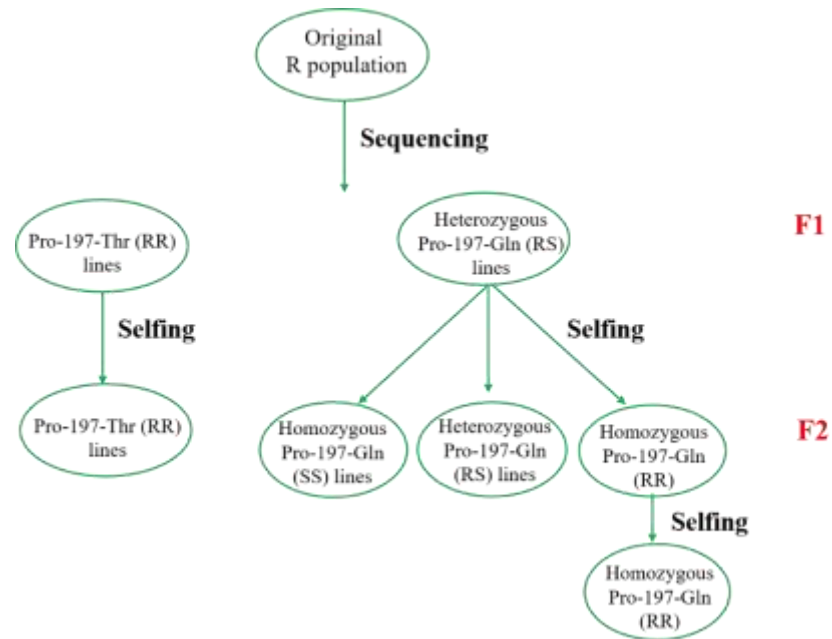 Original
R population
Sequencing
Pro-197-Thr (RR)
lines
Heterozygous
Pro-197-Gln (RS)
lines
F1
Selfing
Selfing
Pro-197-Thr (RR)
lines
Homozygous
Pro-197-Gln
(SS) lines
Heterozygous
Pro-197-Gln
(RS) lines
Homozygous
Pro-197-Gln
(RR)
F2
Selfing
Homozygous
Pro-197-Gln
(RR)